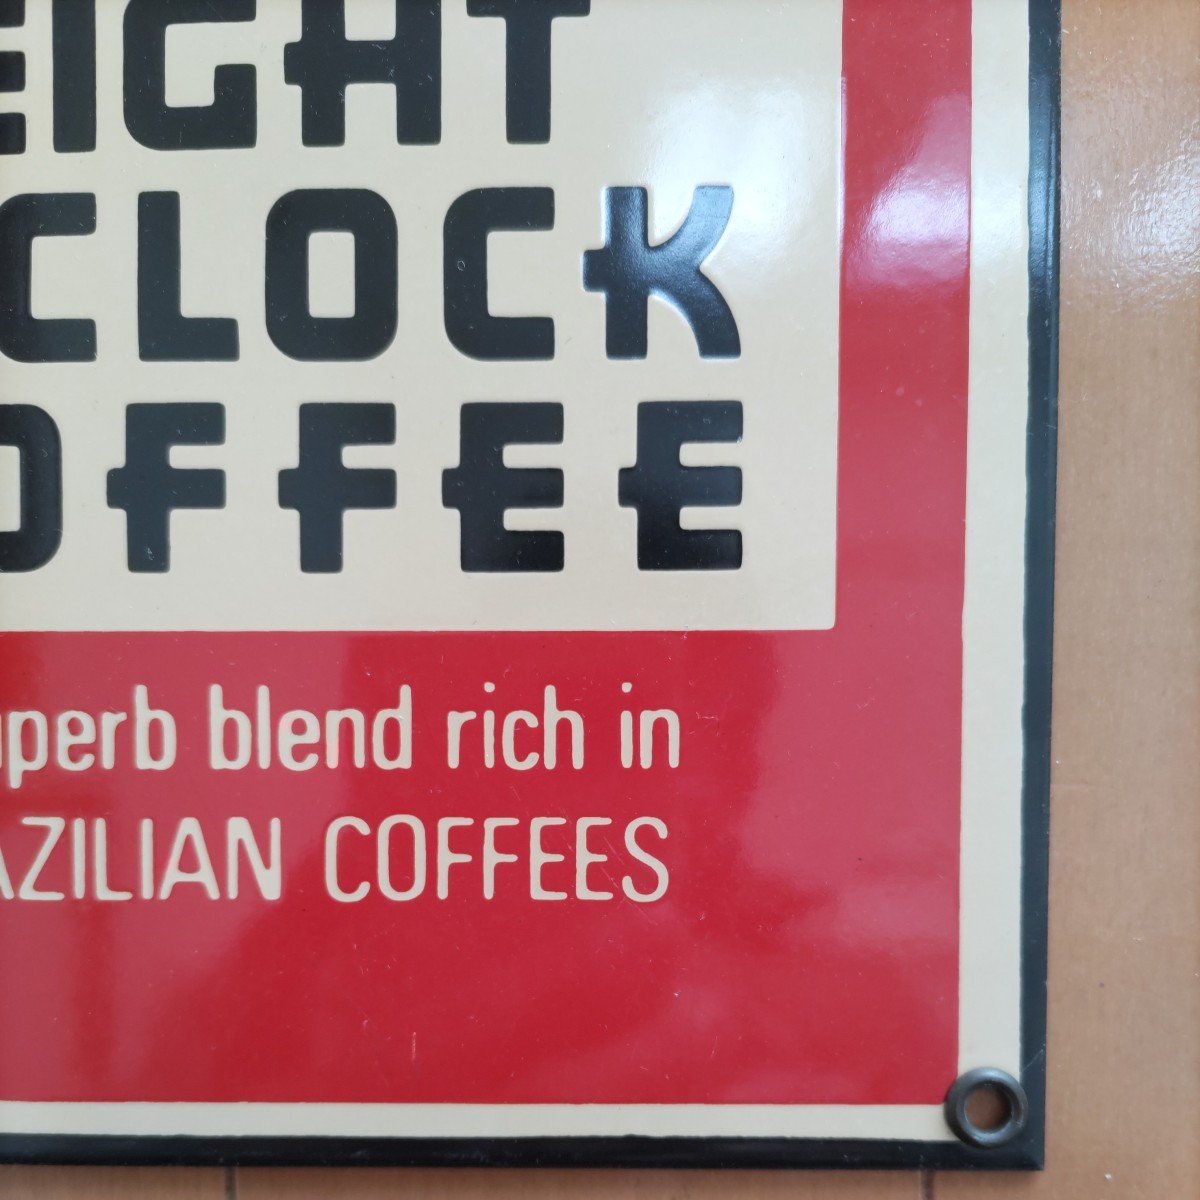 EIGHT
CLOCK
OFFEE
uperb blend rich in
AZILIAN COFFEES